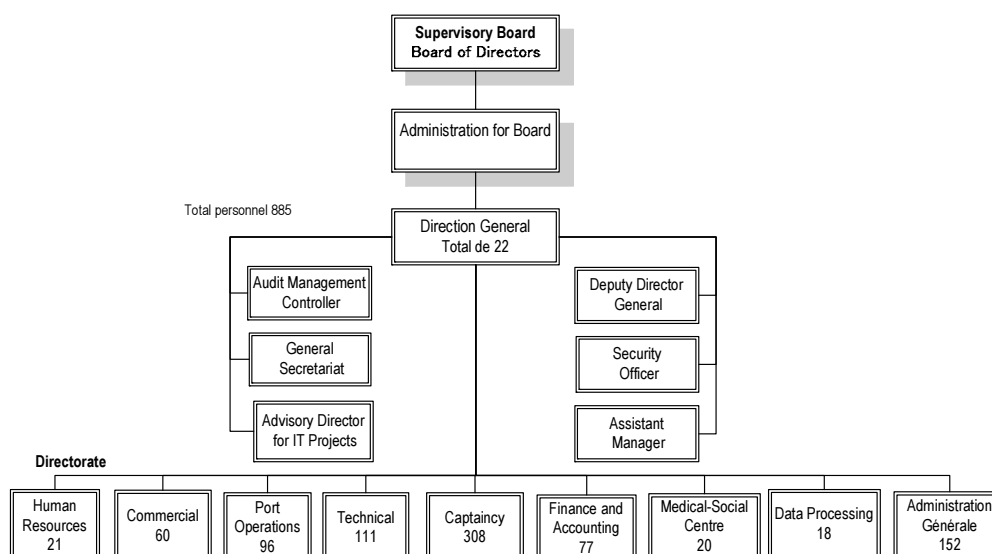 Supervisory Board
Board of Directors
Administration for Board
Total personnel 885
Direction General
Total de 22
Audit Management
Controller
Deputy Director
General
General
Secretariat
Security
Officer
Advisory Director
for IT Projects
Assistant
Manager
Directorate
Human
Resources
21
Commercial
60
Port
Operations
96
Technical
111
Captaincy
308
Finance and
Accounting
77
Medical-Social
Centre
20
Data Processing
18
Administration
Générale
152